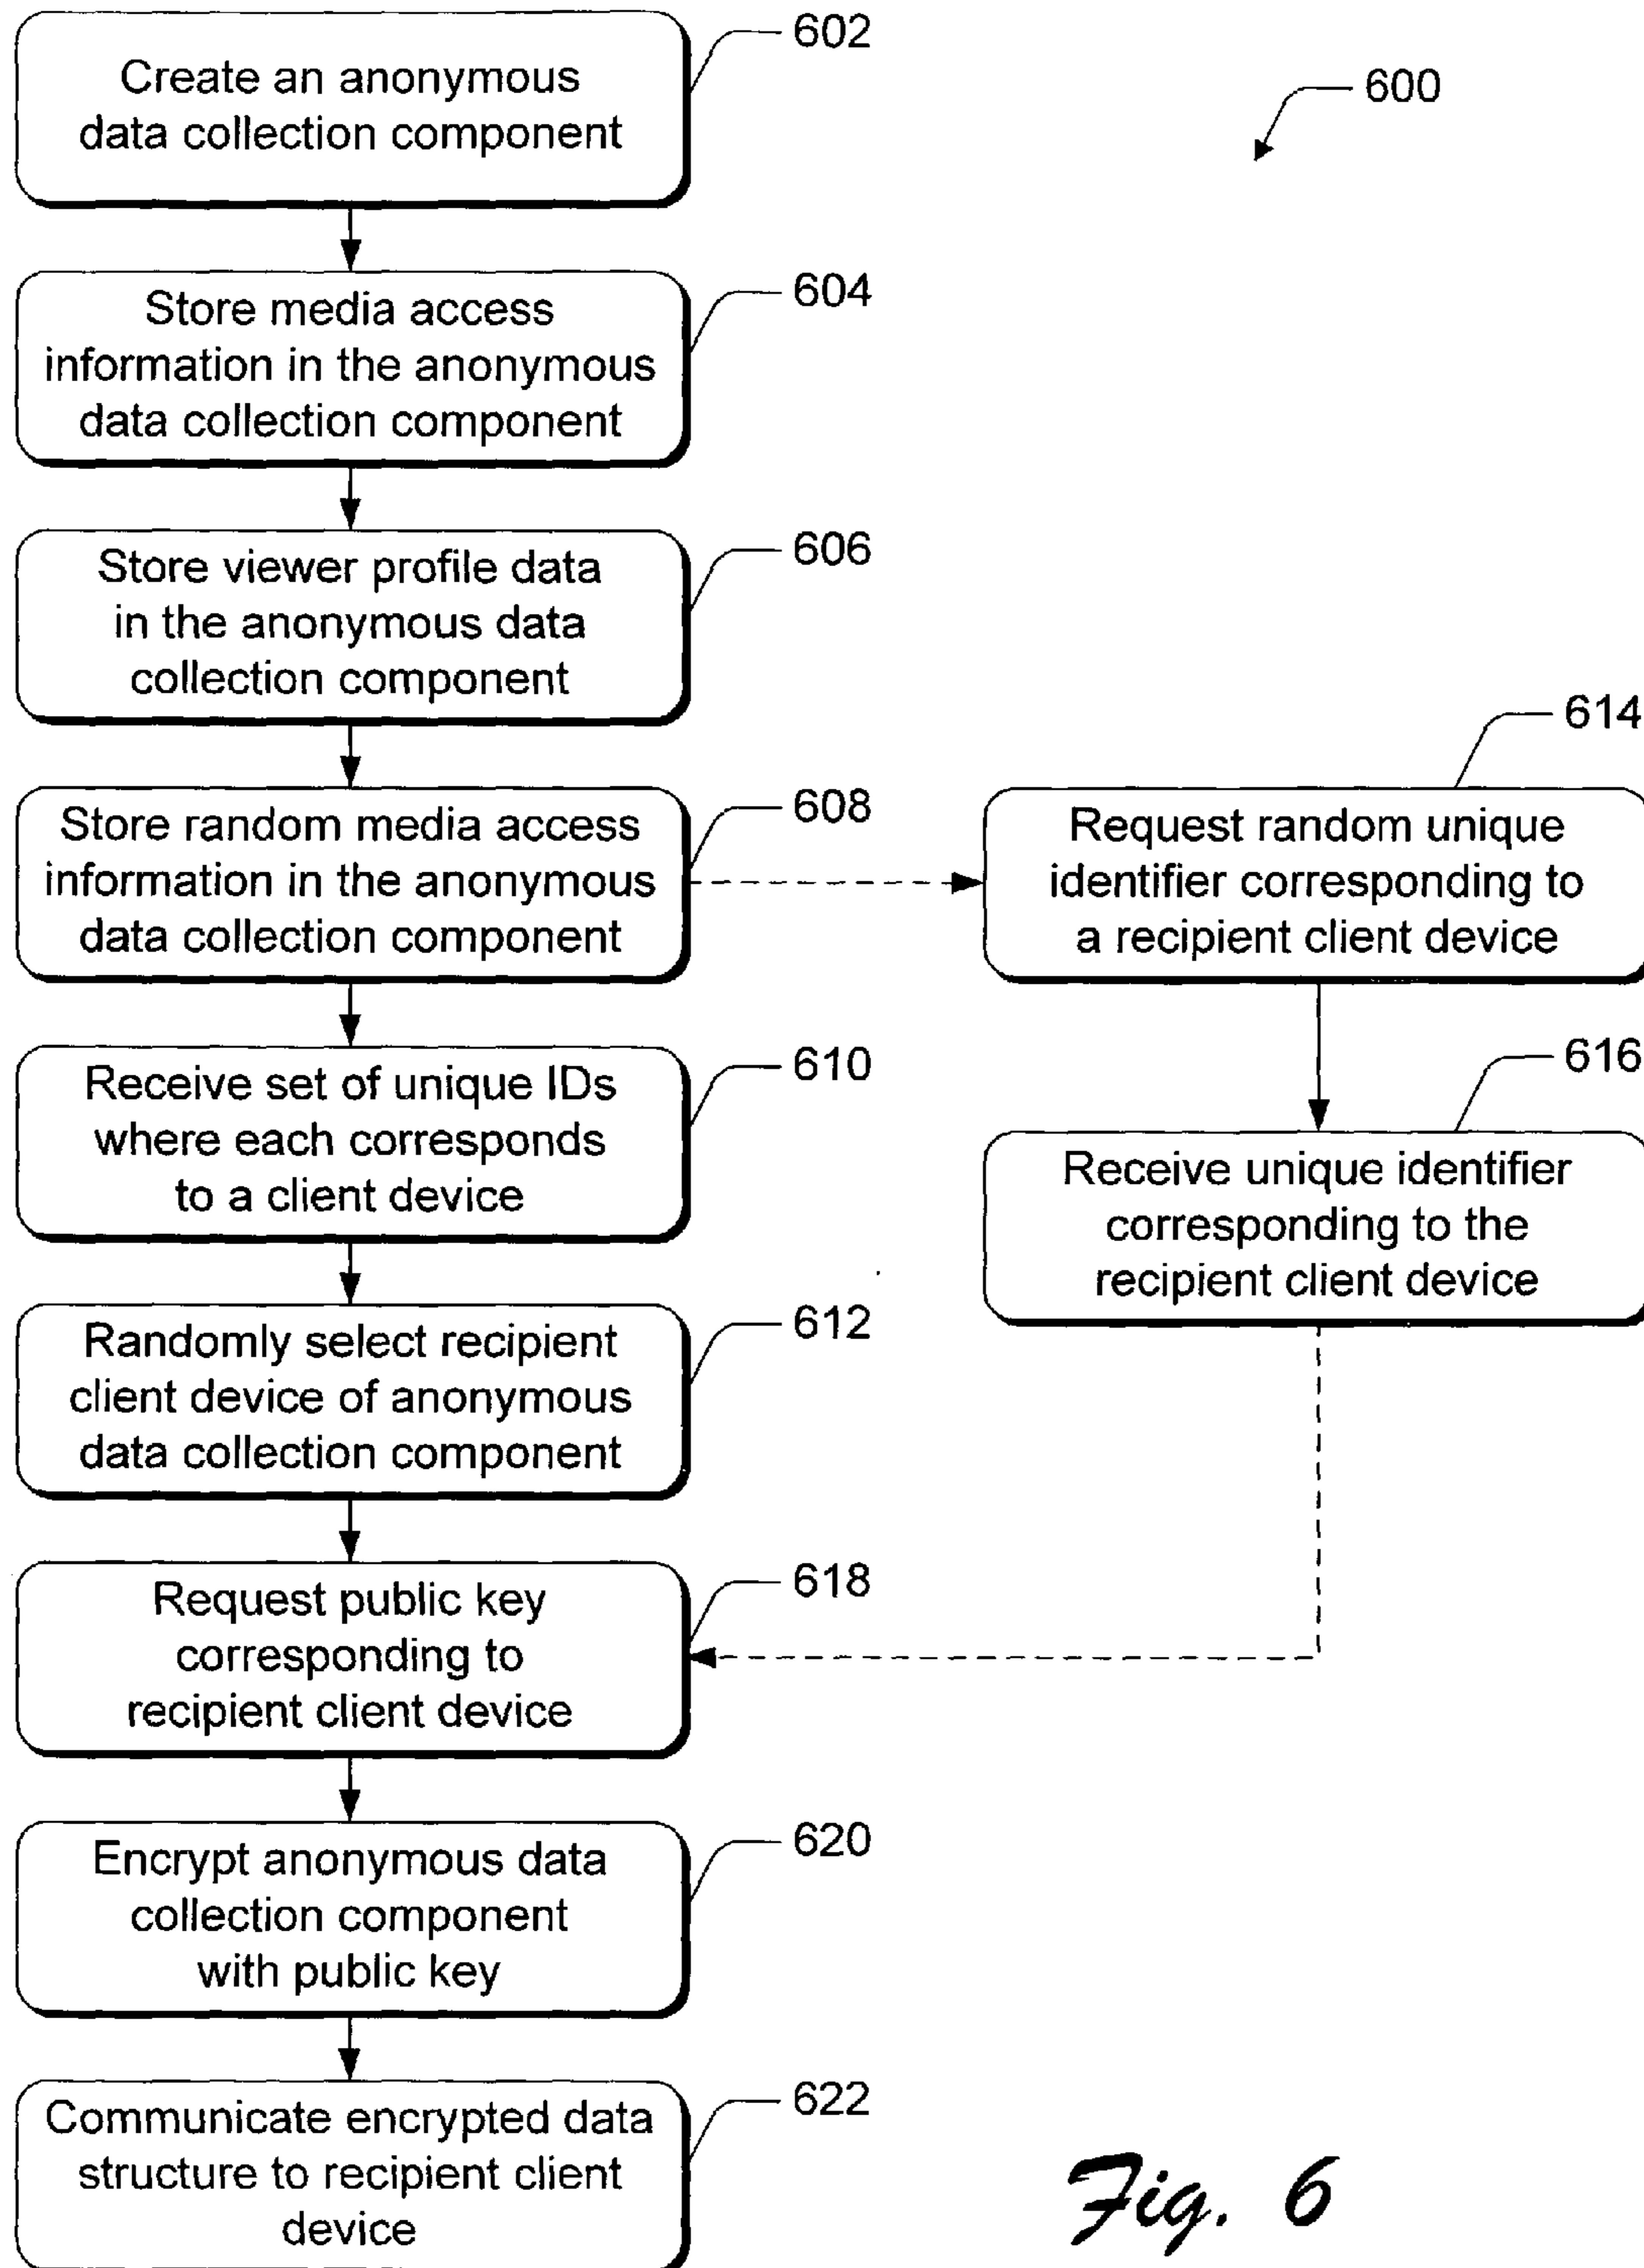 602
Create an anonymous
data collection component
600
604
Store media access
information in the anonymous
data collection component
606
Store viewer profile data
in the anonymous data
collection component
608
Store random media access
information in the anonymous
data collection component
614
Request random unique
identifier corresponding to
a recipient client device
610
Receive set of unique IDs
where each corresponds
to a client device
616
Receive unique identifier
corresponding to the
recipient client device
612
Randomly select recipient
client device of anonymous
data collection component
618
Request public key
corresponding to
recipient client device
620
Encrypt anonymous data
collection component
with public key
622
Communicate encrypted data
structure to recipient client
device
Fig. 6